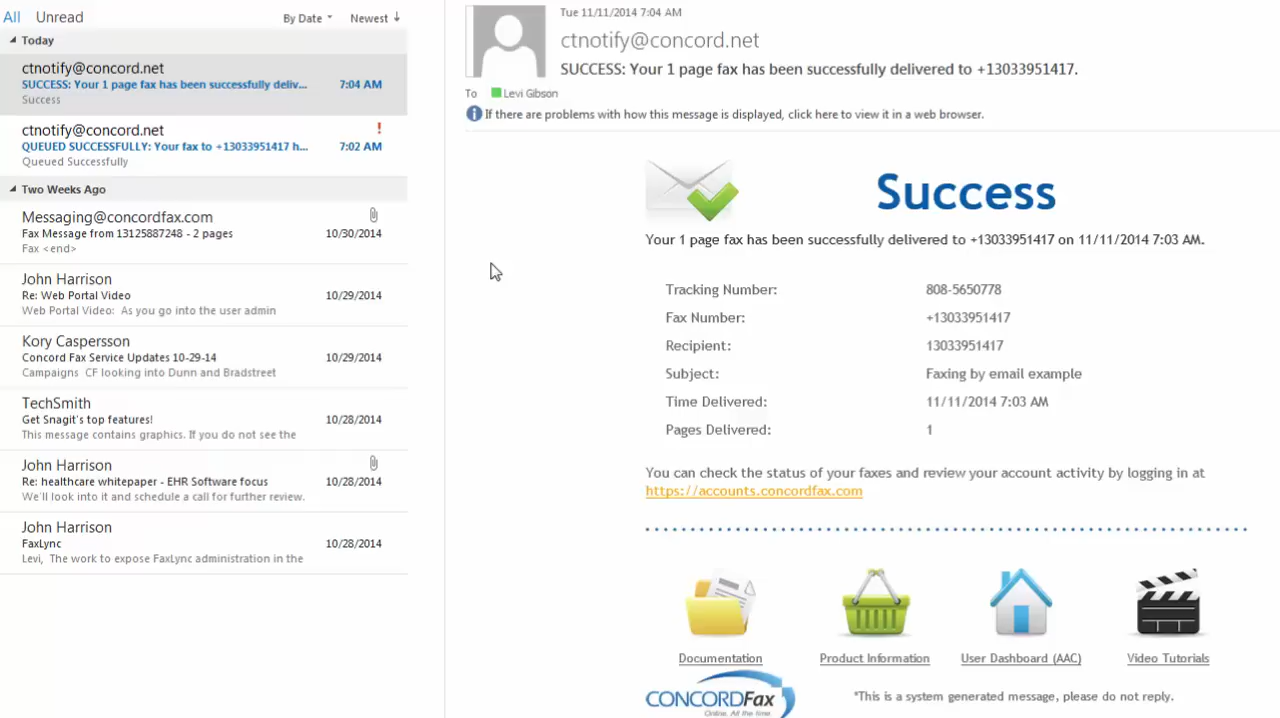 All Unread By Date Newest
Today
ctnotify@concord.net
SUCCESS: Your 1 page fax has been successfully deliv... 7:04 AM
Success
ctnotify@concord.net !
QUEUED SUCCESSFULLY: Your fax to +13033951417 h... 7:02 AM
Queued Successfully
Two Weeks Ago
Messaging@concordfax.com
Fax Message from 13125887248 - 2 pages 10/30/2014
Fax <end>
John Harrison
Re: Web Portal Video 10/29/2014
Web Portal Video: As you go into the user admin
Kory Caspersson
Concord Fax Service Updates 10-29-14 10/29/2014
Campaigns CF looking into Dunn and Bradstreet
TechSmith
Get Snagit's top features! 10/28/2014
This message contains graphics. If you do not see the
John Harrison
Re: healthcare whitepaper - EHR Software focus 10/28/2014
We'll look into it and schedule a call for further review.
John Harrison
FaxLync 10/28/2014
Levi, The work to expose FaxLync administration in the
Tue 11/11/2014 7:04 AM
ctnotify@concord.net
SUCCESS: Your 1 page fax has been successfully delivered to +13033951417.
To Levi Gibson
If there are problems with how this message is displayed, click here to view it in a web browser.
Success
Your 1 page fax has been successfully delivered to +13033951417 on 11/11/2014 7:03 AM.
Tracking Number: 808-5650778
Fax Number: +13033951417
Recipient: 13033951417
Subject: Faxing by email example
Time Delivered: 11/11/2014 7:03 AM
Pages Delivered: 1
You can check the status of your faxes and review your account activity by logging in at
https://accounts.concordfax.com
Documentation Product Information User Dashboard (AAC) Video Tutorials
CONCORDFax *This is a system generated message, please do not reply.
Online. All the time.